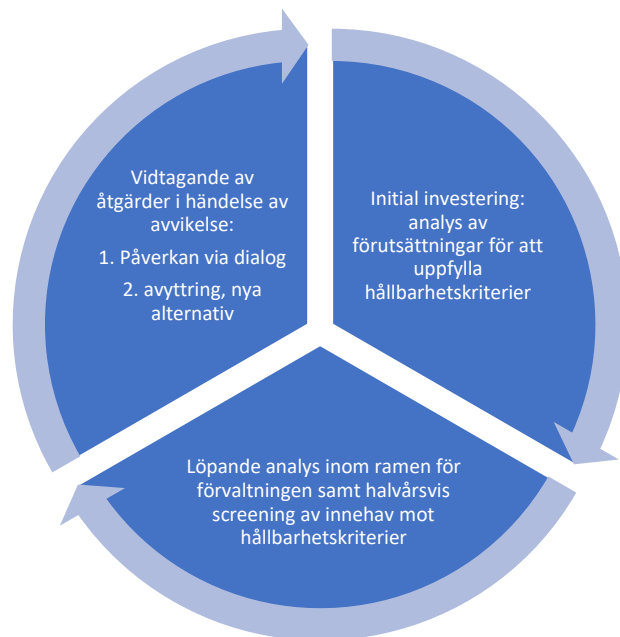 Vidtagande av
åtgärder i händelse av
avvikelse:
1. Påverkan via dialog
2. avyttring, nya
alternativ
Initial investering:
analys av
förutsättningar för att
uppfylla
hållbarhetskriterier
Löpande analys inom ramen för
förvaltningen samt halvårsvis
screening av innehav mot
hållbarhetskriterier